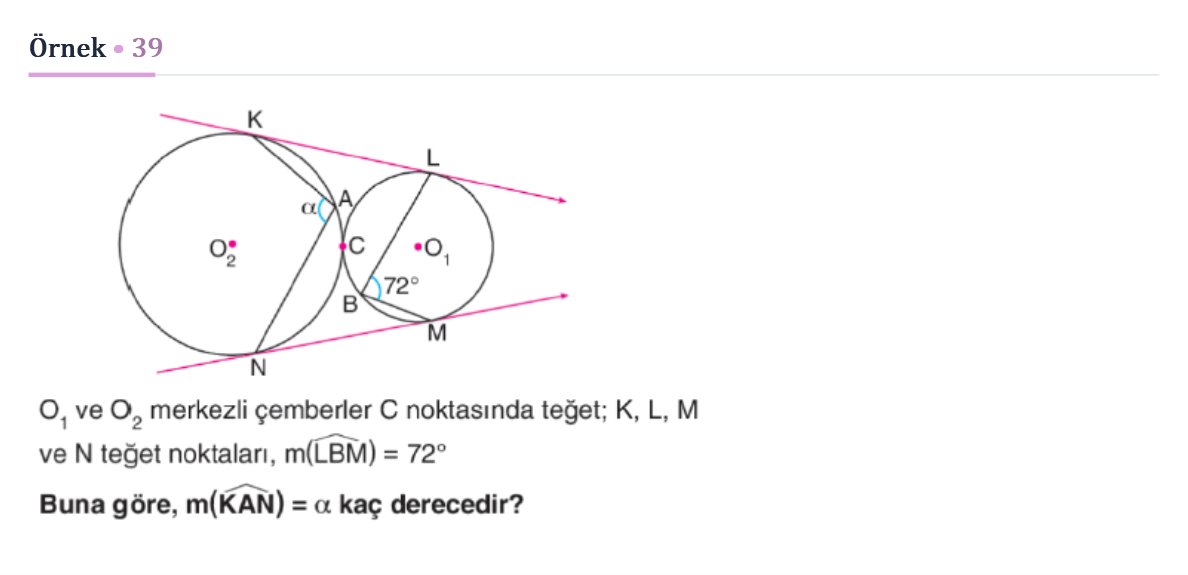 Örnek • 39
K
L
A
α
O₂
C
O₁
72°
B
M
N
O₁ ve O₂ merkezli çemberler C noktasında teğet; K, L, M
ve N teğet noktaları, m(LBM) = 72°
Buna göre, m(KAN) = α kaç derecedir?